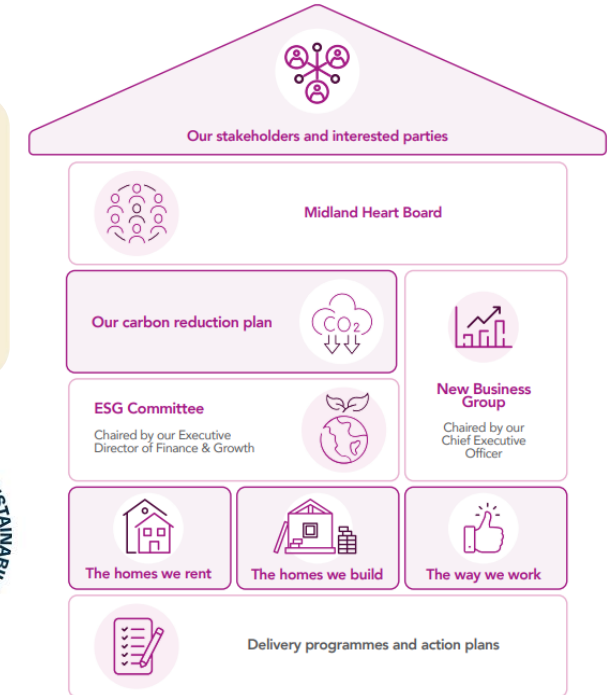 Our stakeholders and interested parties
Midland Heart Board
Our carbon reduction plan
CO2
ESG Committee
Chaired by our Executive
Director of Finance & Growth
New Business
Group
Chaired by our
Chief Executive
Officer
The homes we rent
The homes we build
The way we work
Delivery programmes and action plans